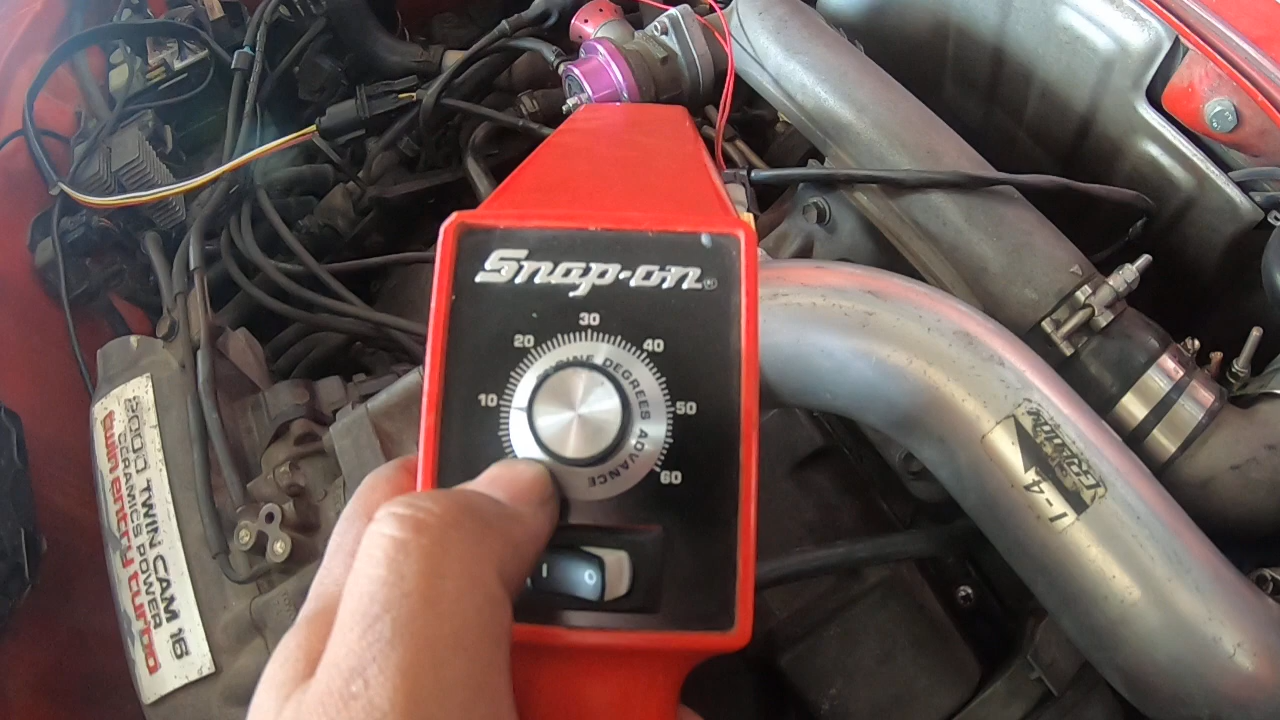 Snap-on®
30
20
40
10
50
60
DEGREES ADVANCE
I O
2000 TWIN CAM 16
CERAMICS POWER
twin entry turbo
I-4